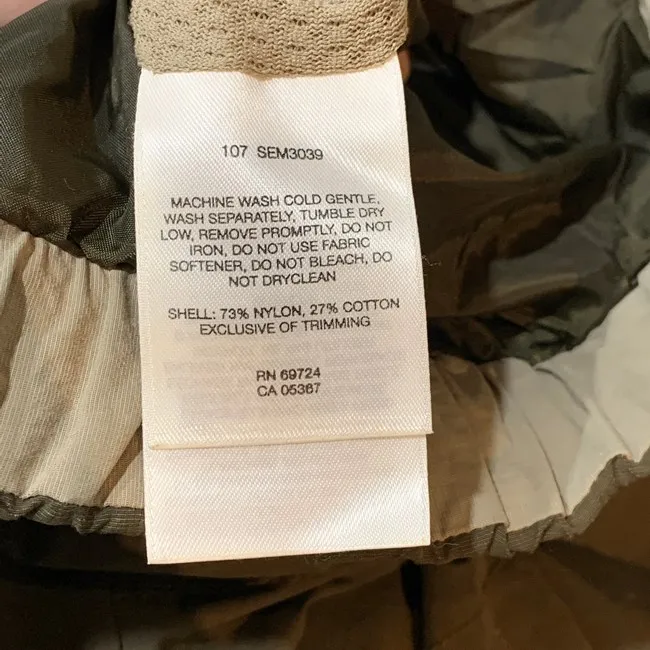 107 SEM3039
MACHINE WASH COLD GENTLE,
WASH SEPARATELY, TUMBLE DRY
LOW, REMOVE PROMPTLY, DO NOT
IRON, DO NOT USE FABRIC
SOFTENER, DO NOT BLEACH, DO
NOT DRYCLEAN
SHELL: 73% NYLON, 27% COTTON
EXCLUSIVE OF TRIMMING
RN 69724
CA 05367